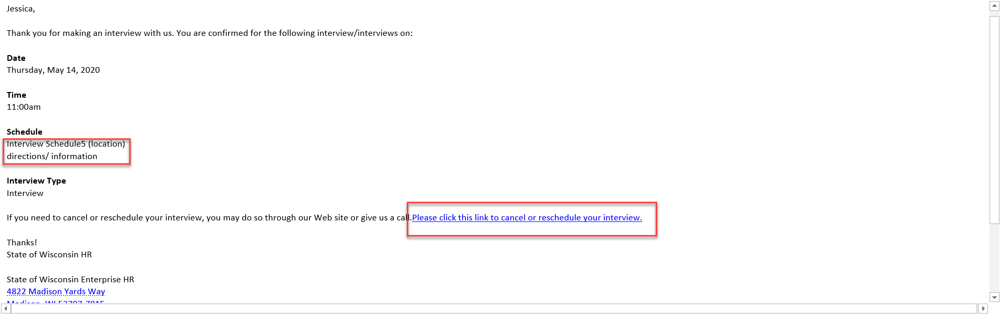 Jessica,
Thank you for making an interview with us. You are confirmed for the following interview/interviews on:
Date
Thursday, May 14, 2020
Time
11:00am
Schedule
Interview Schedule5 (location)
directions/ information
Interview Type
Interview
If you need to cancel or reschedule your interview, you may do so through our Web site or give us a call.Please click this link to cancel or reschedule your interview.
Thanks!
State of Wisconsin HR
State of Wisconsin Enterprise HR
4822 Madison Yards Way
Madison, WI 53707-7915